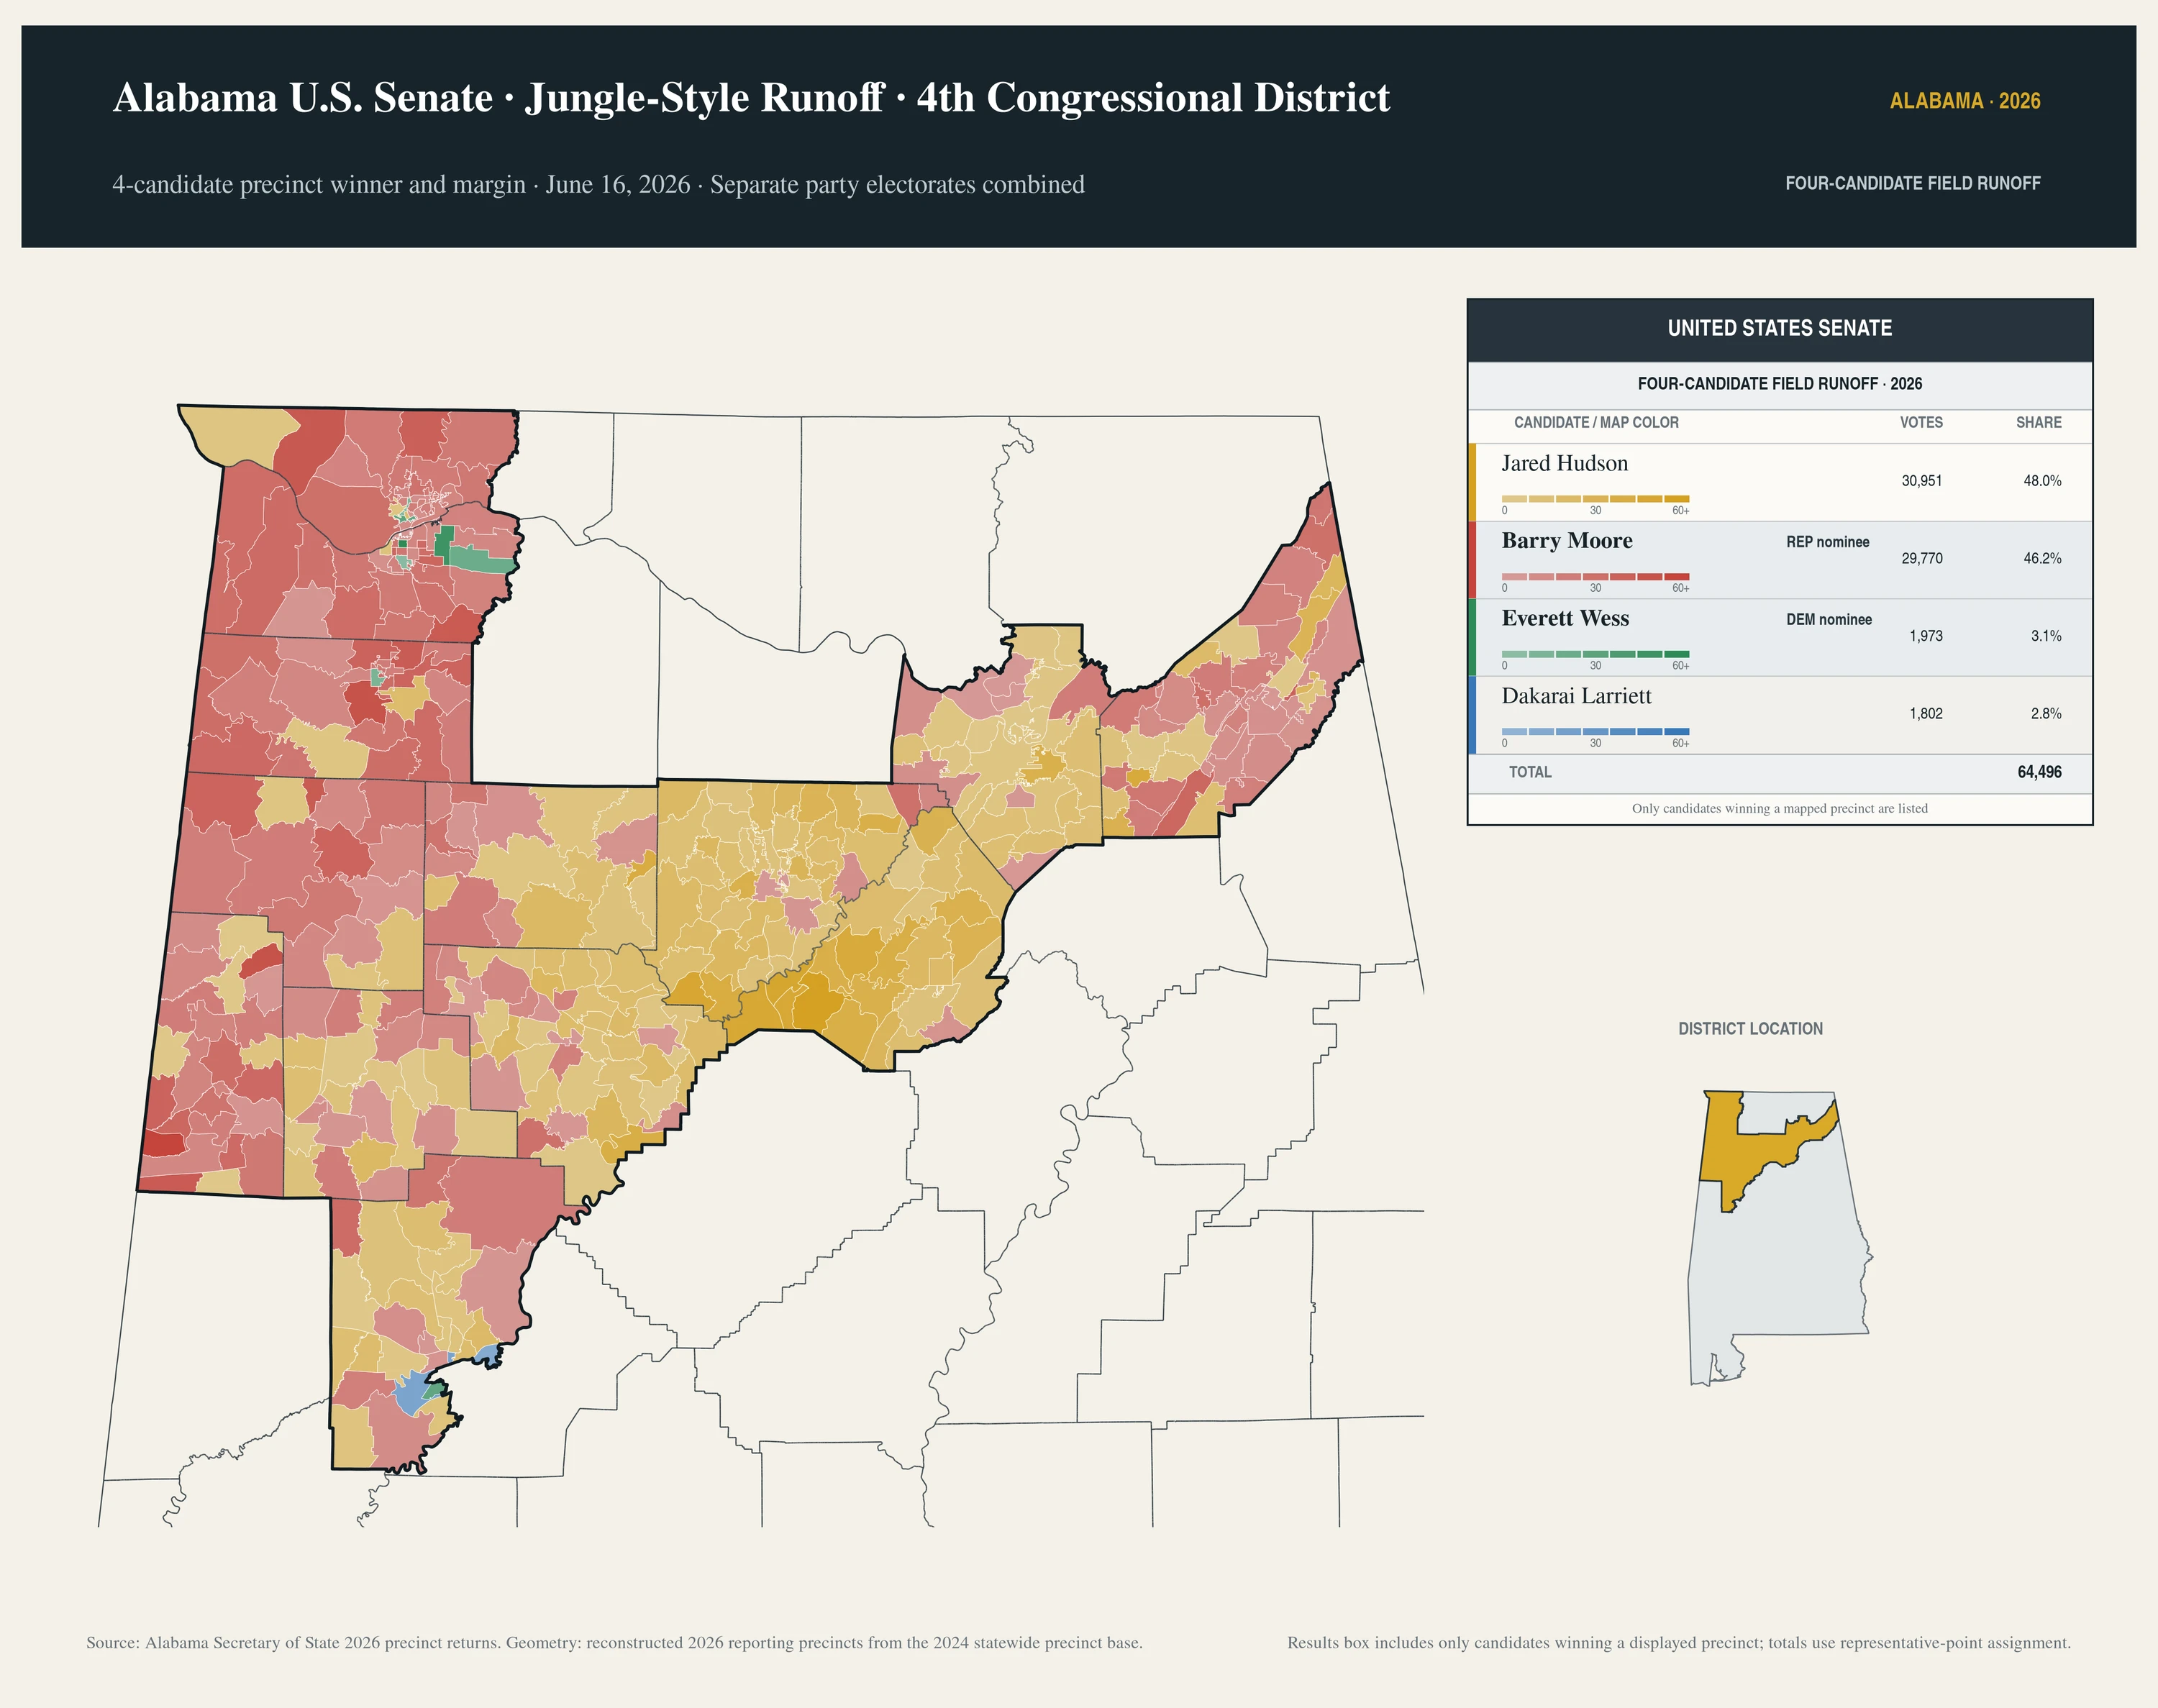 Alabama U.S. Senate · Jungle-Style Runoff · 4th Congressional District
ALABAMA · 2026
4-candidate precinct winner and margin · June 16, 2026 · Separate party electorates combined
FOUR-CANDIDATE FIELD RUNOFF
UNITED STATES SENATE
FOUR-CANDIDATE FIELD RUNOFF · 2026
CANDIDATE / MAP COLOR VOTES SHARE
Jared Hudson 30,951 48.0%
0 30 60+
Barry Moore REP nominee 29,770 46.2%
0 30 60+
Everett Wess DEM nominee 1,973 3.1%
0 30 60+
Dakarai Larriett 1,802 2.8%
0 30 60+
TOTAL 64,496
Only candidates winning a mapped precinct are listed
DISTRICT LOCATION
Source: Alabama Secretary of State 2026 precinct returns. Geometry: reconstructed 2026 reporting precincts from the 2024 statewide precinct base.
Results box includes only candidates winning a displayed precinct; totals use representative-point assignment.